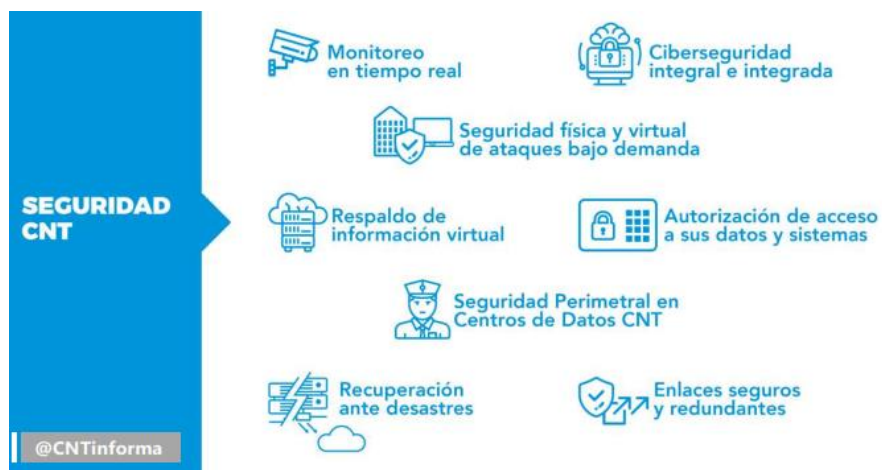 Monitoreo
en tiempo real
Ciberseguridad
integral e integrada
Seguridad física y virtual
de ataques bajo demanda
SEGURIDAD
CNT
Respaldo de
información virtual
Autorización de acceso
a sus datos y sistemas
Seguridad Perimetral en
Centros de Datos CNT
Recuperación
ante desastres
Enlaces seguros
y redundantes
@CNTinforma